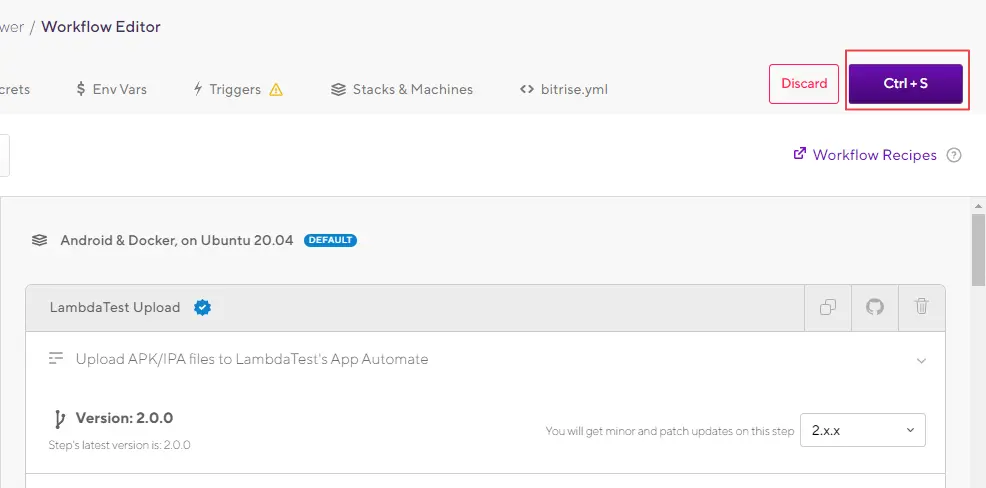 wer / Workflow Editor
crets
$ Env Vars
Triggers
Stacks & Machines
<> bitrise.yml
Discard
Ctrl + S
Workflow Recipes ?
Android & Docker, on Ubuntu 20.04 DEFAULT
LambdaTest Upload
Upload APK/IPA files to LambdaTest's App Automate
Version: 2.0.0
Step's latest version is: 2.0.0
You will get minor and patch updates on this step
2.x.x